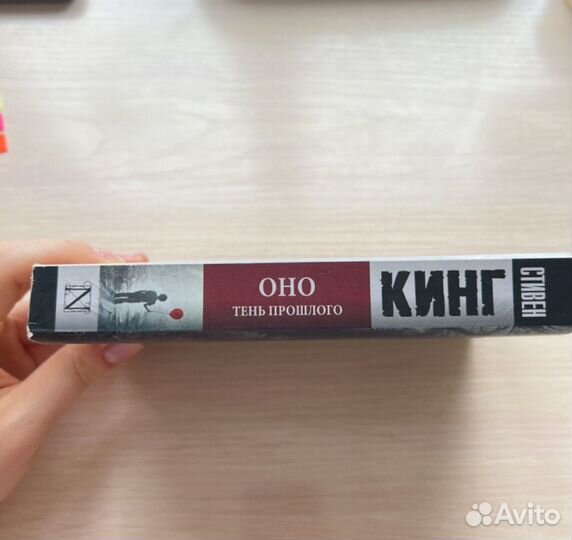 СТИВЕН
КИНГ
ОНО
ТЕНЬ ПРОШЛОГО
N
Avito